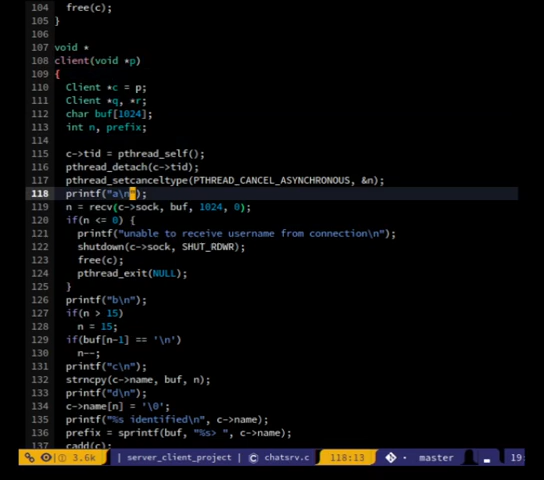 104 free(c);
105 }
106
107 void *
108 client(void *p)
109 {
110 Client *c = p;
111 Client *q, *r;
112 char buf[1024];
113 int n, prefix;
114
115 c->tid = pthread_self();
116 pthread_detach(c->tid);
117 pthread_setcanceltype(PTHREAD_CANCEL_ASYNCHRONOUS, &n);
118 printf("a\n");
119 n = recv(c->sock, buf, 1024, 0);
120 if(n <= 0) {
121 printf("unable to receive username from connection\n");
122 shutdown(c->sock, SHUT_RDWR);
123 free(c);
124 pthread_exit(NULL);
125 }
126 printf("b\n");
127 if(n > 15)
128 n = 15;
129 if(buf[n-1] == '\n')
130 n--;
131 printf("c\n");
132 strncpy(c->name, buf, n);
133 printf("d\n");
134 c->name[n] = '\0';
135 printf("%s identified\n", c->name);
136 prefix = sprintf(buf, "%s> ", c->name);
137 cadd(c);
3.6k | server_client_project | chatsrv.c 118:13 master 19: